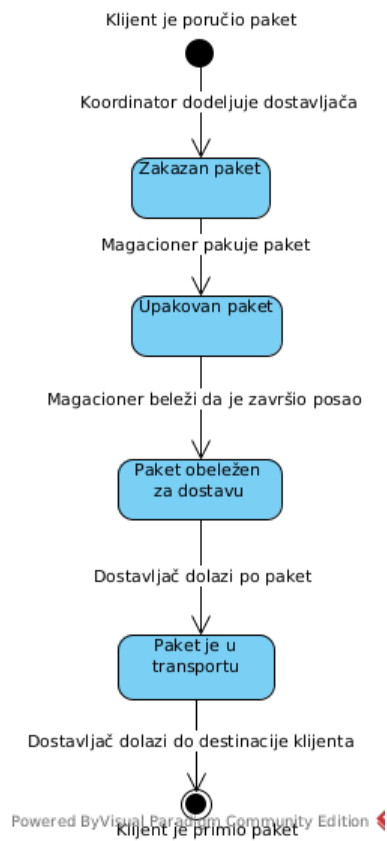 Klijent je poručio paket
Koordinator dodeljuje dostavljača
Zakazan paket
Magacioner pakuje paket
Upakovan paket
Magacioner beleži da je završio posao
Paket obeležen
za dostavu
Dostavljač dolazi po paket
Paket je u
transportu
Dostavljač dolazi do destinacije klijenta
Powered ByVisual Paradigm Community Edition
Klijent je primio paket